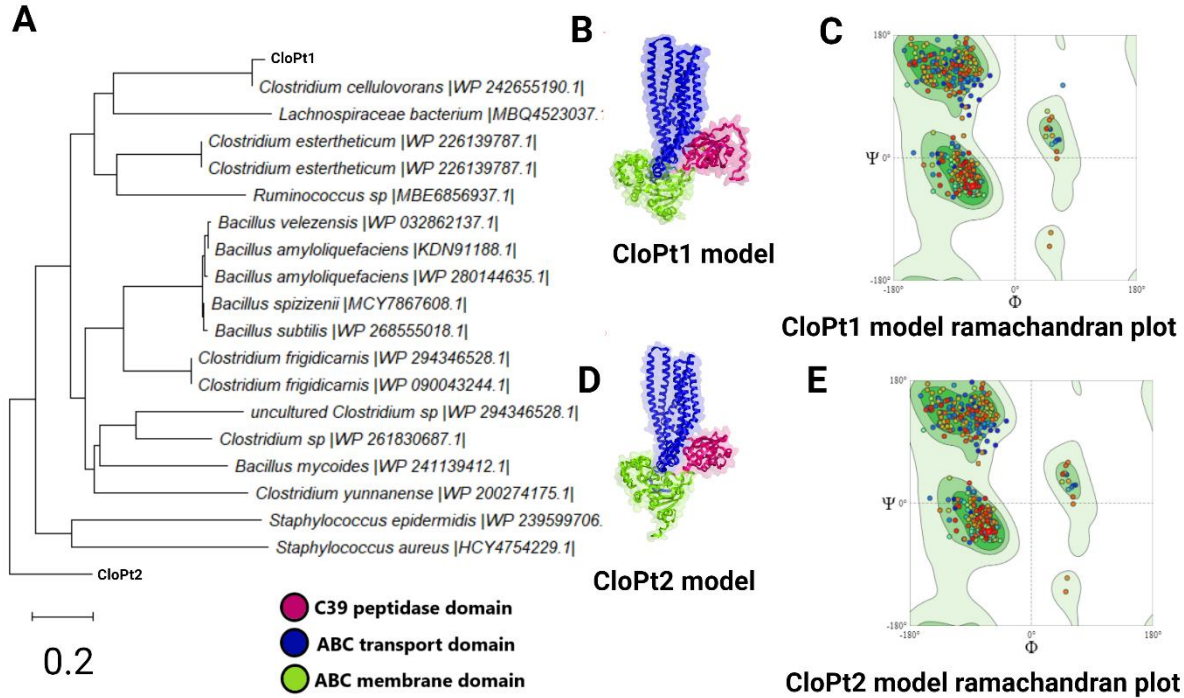 A
CloPt1
Clostridium cellulovorans |WP 242655190.1|
Lachnospiraceae bacterium |MBQ4523037.1
Clostridium estertheticum |WP 226139787.1|
Clostridium estertheticum |WP 226139787.1|
Ruminococcus sp |MBE6856937.1|
Bacillus velezensis |WP 032862137.1|
Bacillus amyloliquefaciens |KDN91188.1|
Bacillus amyloliquefaciens |WP 280144635.1|
Bacillus spizizenii |MCY7867608.1|
Bacillus subtilis |WP 268555018.1|
Clostridium frigidicarnis |WP 294346528.1|
Clostridium frigidicarnis |WP 090043244.1|
uncultured Clostridium sp |WP 294346528.1|
Clostridium sp |WP 261830687.1|
Bacillus mycoides |WP 241139412.1|
Clostridium yunnanense |WP 200274175.1|
Staphylococcus epidermidis |WP 239599706.
Staphylococcus aureus |HCY4754229.1|
CloPt2
0.2
C39 peptidase domain
ABC transport domain
ABC membrane domain
B
CloPt1 model
C
180°
Ψ 0°
-180°
-180° 0° 180°
Φ
CloPt1 model ramachandran plot
D
CloPt2 model
E
180°
Ψ 0°
-180°
-180° 0° 180°
Φ
CloPt2 model ramachandran plot